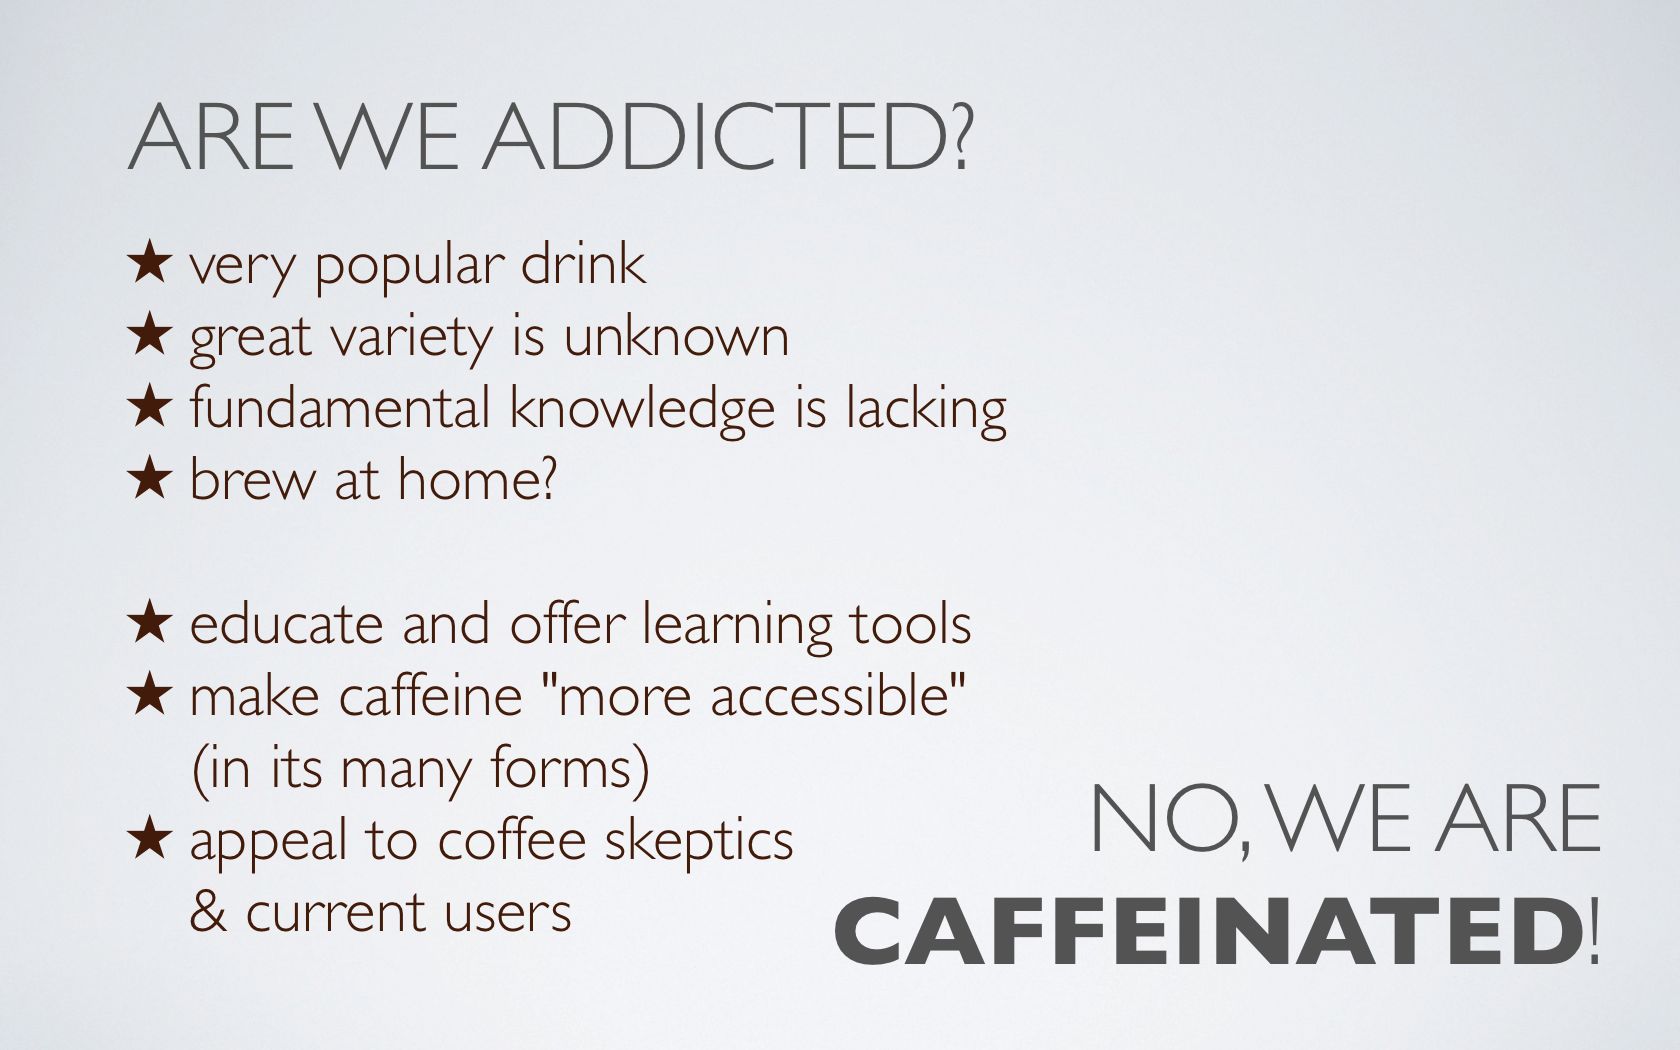 ARE WE ADDICTED?
★ very popular drink
★ great variety is unknown
★ fundamental knowledge is lacking
★ brew at home?
★ educate and offer learning tools
★ make caffeine "more accessible"
(in its many forms)
★ appeal to coffee skeptics
& current users
NO, WE ARE
CAFFEINATED!